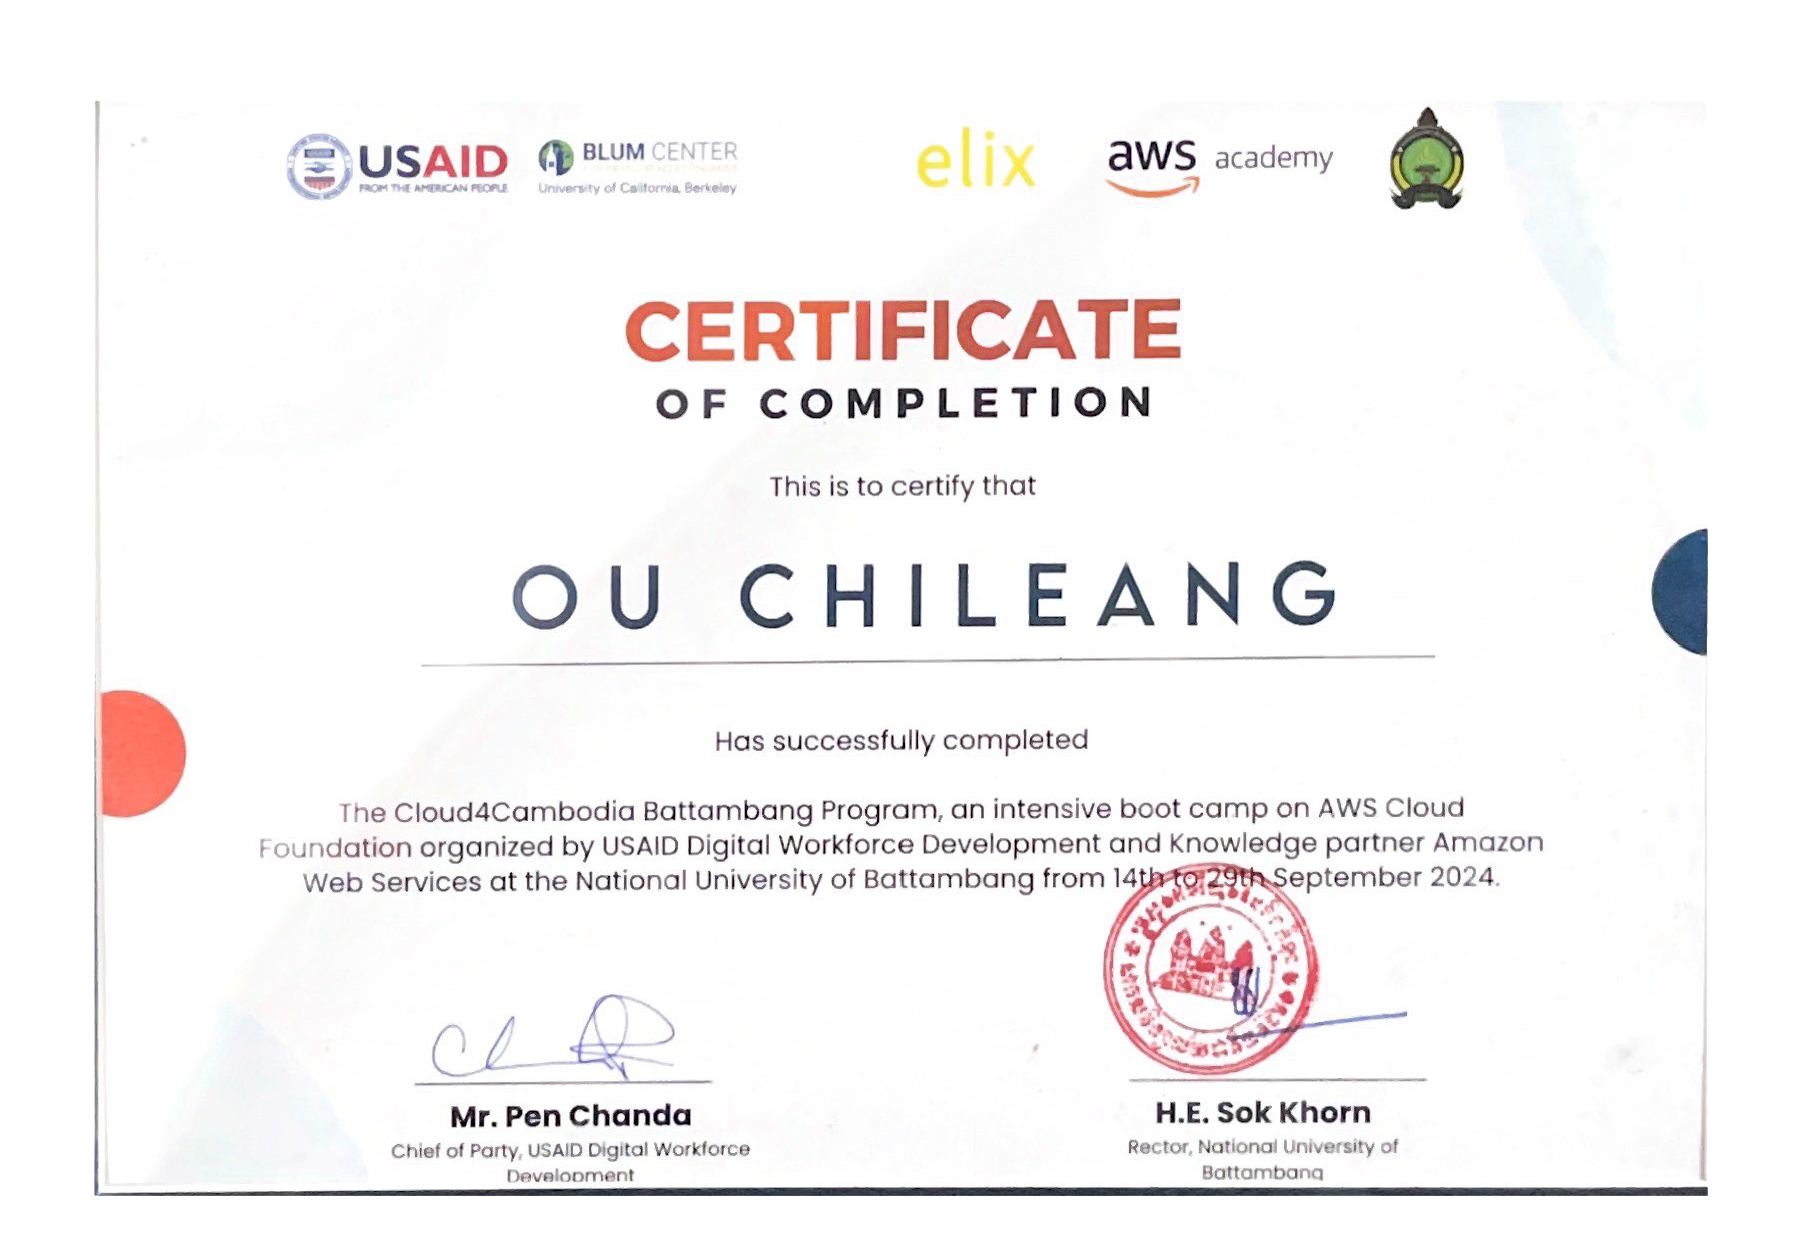 USAID
FROM THE AMERICAN PEOPLE
BLUM CENTER
University of California, Berkeley
elix
aws academy
CERTIFICATE
OF COMPLETION
This is to certify that
OU CHILEANG
Has successfully completed
The Cloud4Cambodia Battambang Program, an intensive boot camp on AWS Cloud
Foundation organized by USAID Digital Workforce Development and Knowledge partner Amazon
Web Services at the National University of Battambang from 14th to 29th September 2024.
Mr. Pen Chanda
Chief of Party, USAID Digital Workforce
Development
H.E. Sok Khorn
Rector, National University of
Battambang